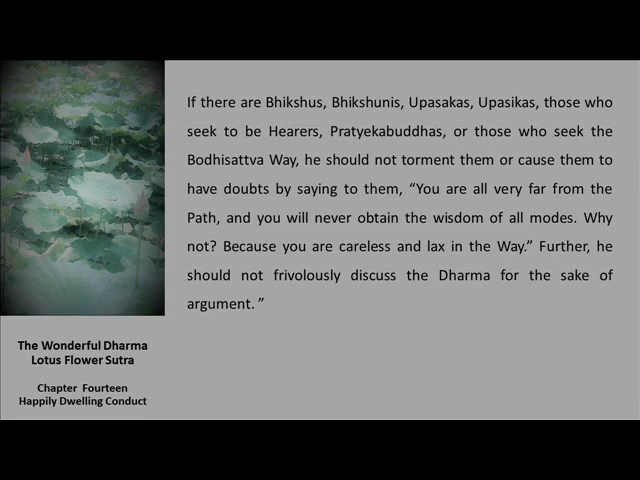 If there are Bhikshus, Bhikshunis, Upasakas, Upasikas, those who
seek to be Hearers, Pratyekabuddhas, or those who seek the
Bodhisattva Way, he should not torment them or cause them to
have doubts by saying to them, “You are all very far from the
Path, and you will never obtain the wisdom of all modes. Why
not? Because you are careless and lax in the Way.” Further, he
should not frivolously discuss the Dharma for the sake of
argument. ”
The Wonderful Dharma
Lotus Flower Sutra
Chapter Fourteen
Happily Dwelling Conduct